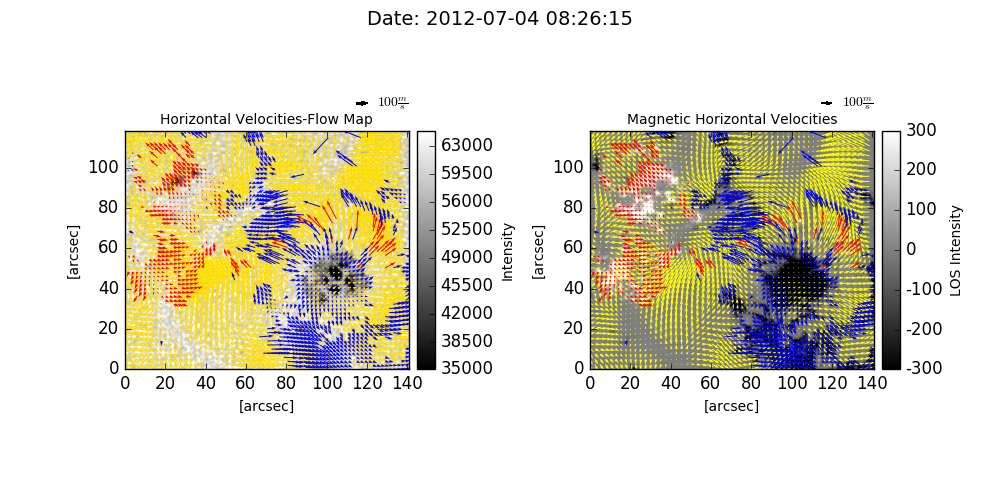 Date: 2012-07-04 08:26:15
100 m/s
100 m/s
Horizontal Velocities-Flow Map
Magnetic Horizontal Velocities
100
80
60
40
20
0
[arcsec]
0 20 40 60 80 100 120 140
[arcsec]
63000
59500
56000
52500
49000
45500
42000
38500
35000
Intensity
100
80
60
40
20
0
[arcsec]
0 20 40 60 80 100 120 140
[arcsec]
300
200
100
0
-100
-200
-300
LOS Intensity